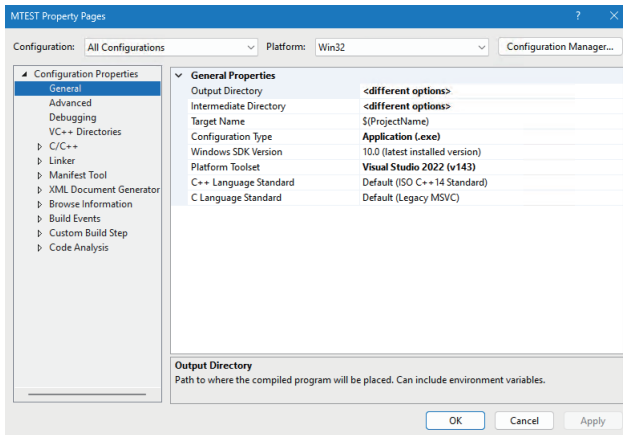 MTEST Property Pages
Configuration: All Configurations Platform: Win32 Configuration Manager...
Configuration Properties
General
Advanced
Debugging
VC++ Directories
C/C++
Linker
Manifest Tool
XML Document Generator
Browse Information
Build Events
Custom Build Step
Code Analysis
General Properties
Output Directory <different options>
Intermediate Directory <different options>
Target Name $(ProjectName)
Configuration Type Application (.exe)
Windows SDK Version 10.0 (latest installed version)
Platform Toolset Visual Studio 2022 (v143)
C++ Language Standard Default (ISO C++14 Standard)
C Language Standard Default (Legacy MSVC)
Output Directory
Path to where the compiled program will be placed. Can include environment variables.
OK Cancel Apply